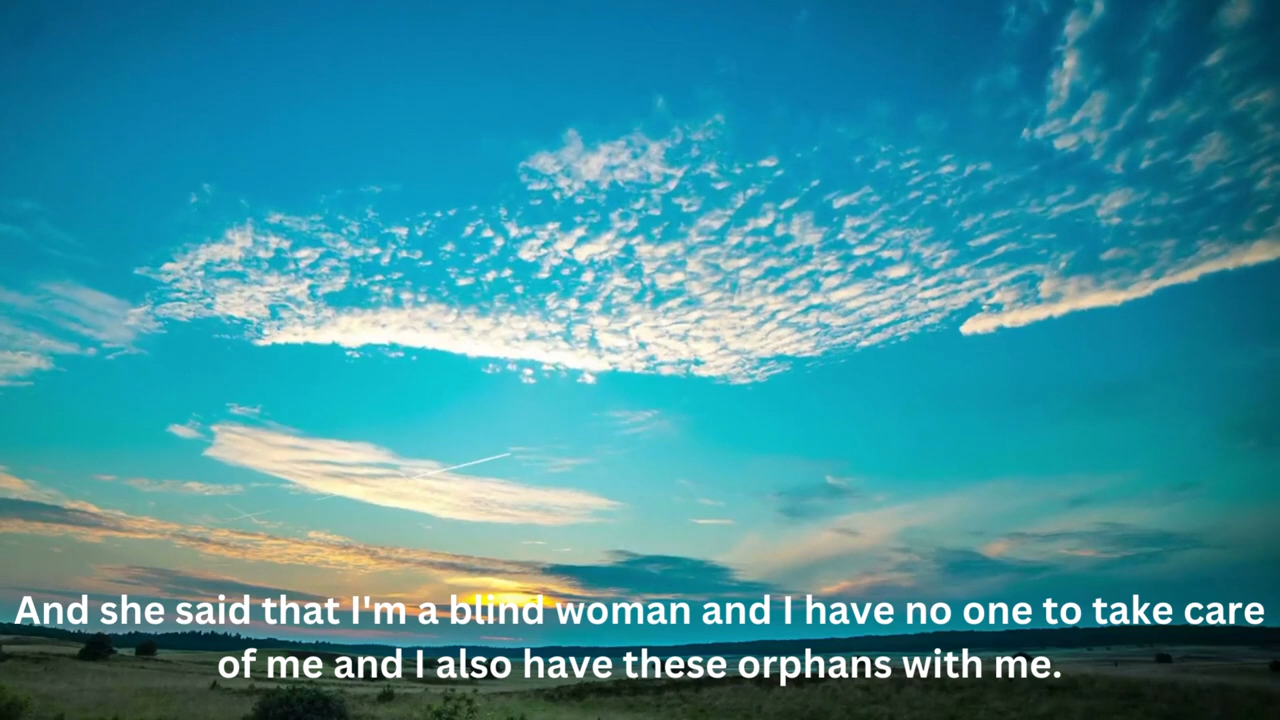 And she said that I'm a blind woman and I have no one to take care
of me and I also have these orphans with me.